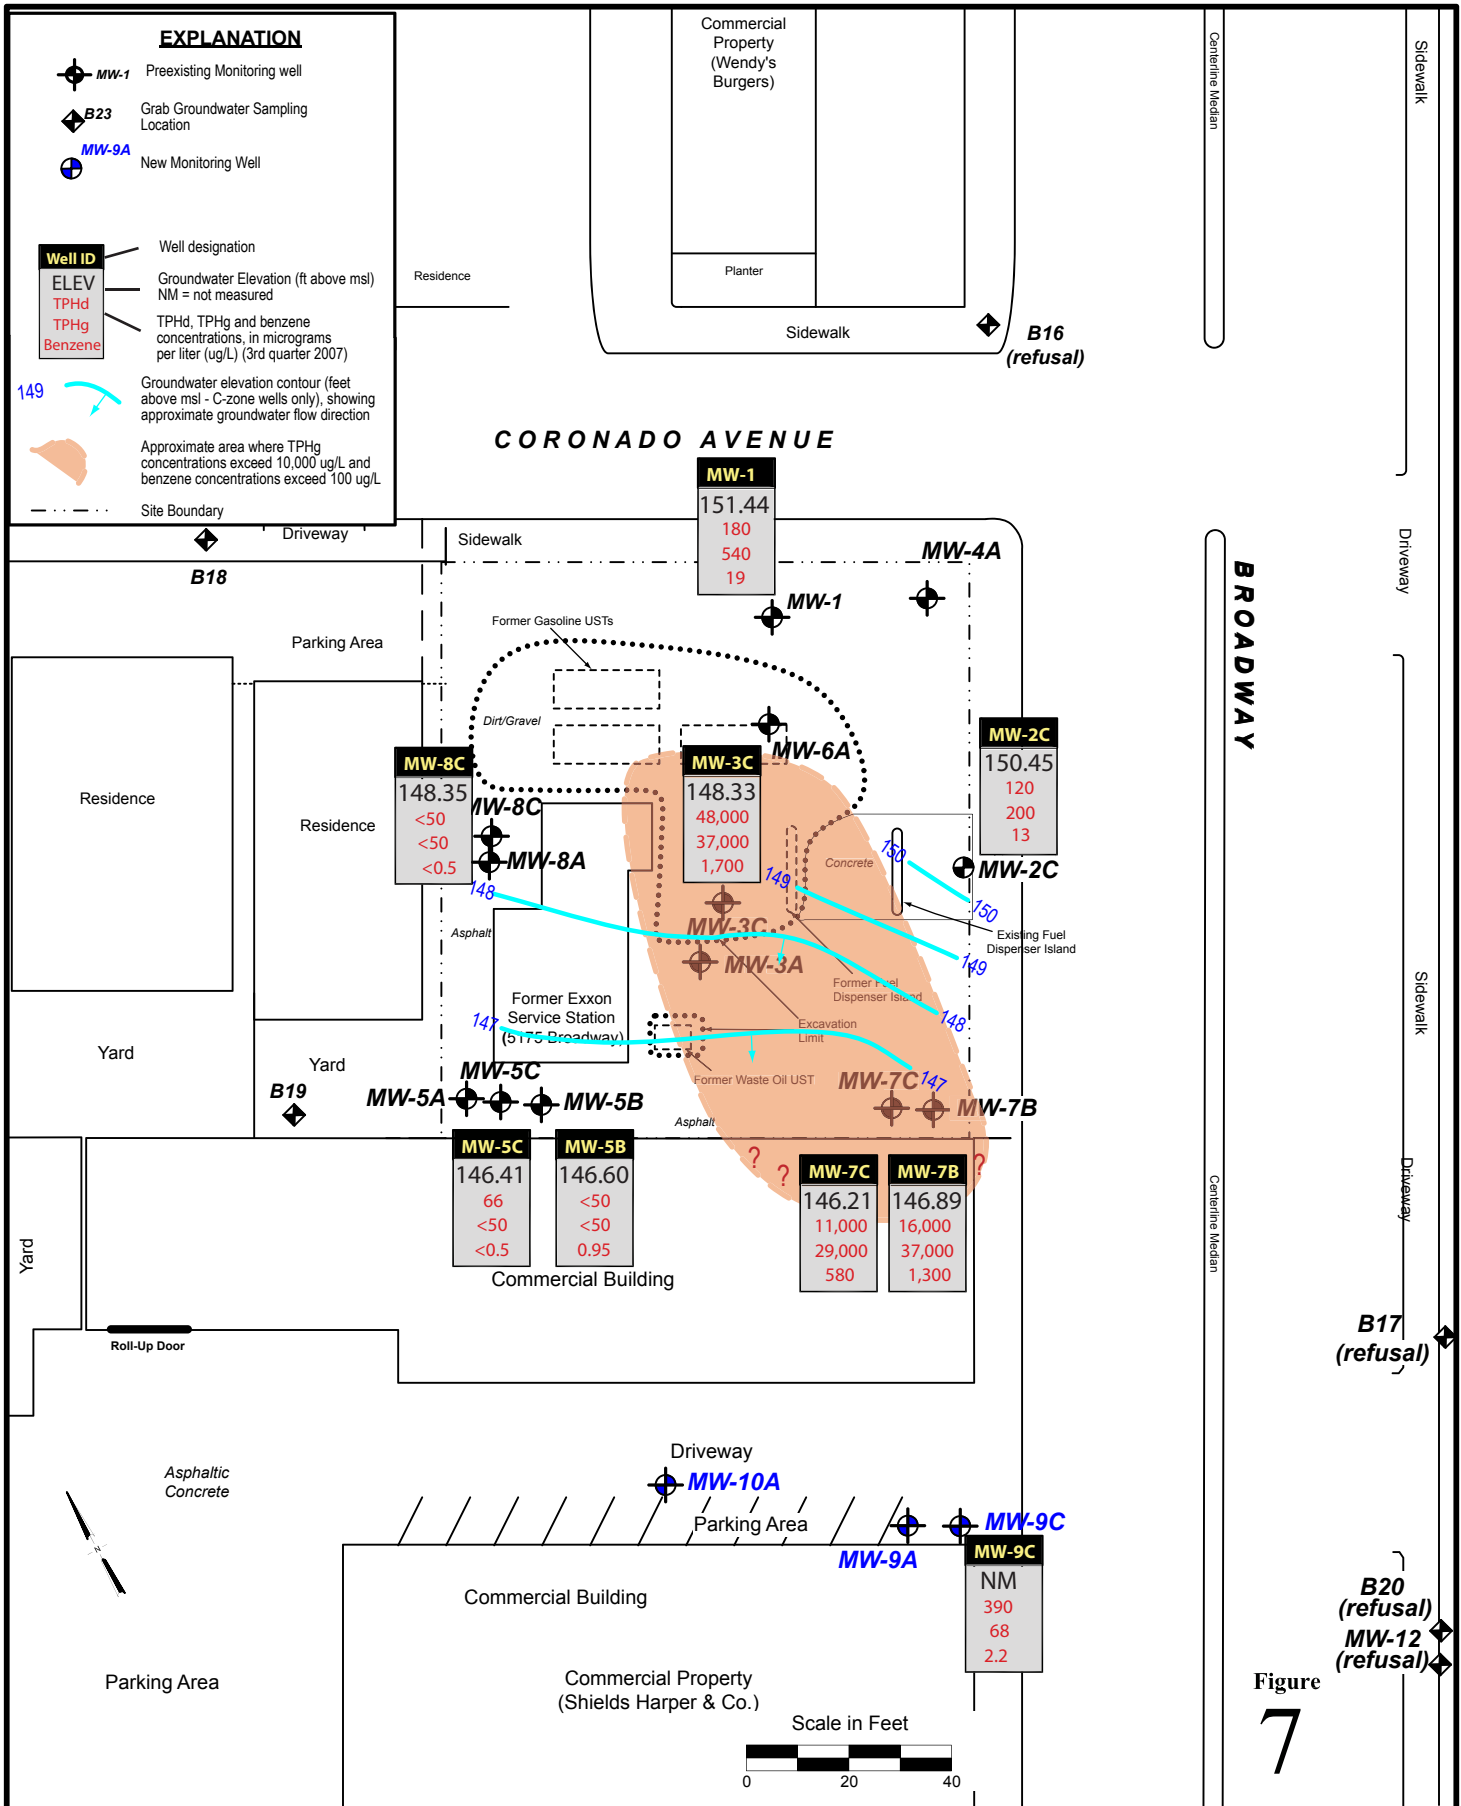 EXPLANATION
MW-1
Preexisting Monitoring well
B23
Grab Groundwater Sampling
Location
MW-9A
New Monitoring Well
Well ID
ELEV
TPHd
TPHg
Benzene
Well designation
Groundwater Elevation (ft above msl)
NM = not measured
TPHd, TPHg and benzene
concentrations, in micrograms
per liter (ug/L) (3rd quarter 2007)
149
Groundwater elevation contour (feet
above msl - C-zone wells only), showing
approximate groundwater flow direction
Approximate area where TPHg
concentrations exceed 10,000 ug/L and
benzene concentrations exceed 100 ug/L
Site Boundary
Commercial
Property
(Wendy's
Burgers)
Centerline Median
Sidewalk
Residence
Planter
Sidewalk
B16
(refusal)
CORONADO AVENUE
Driveway
B18
Sidewalk
MW-1
151.44
180
540
19
MW-4A
MW-1
Driveway
BROADWAY
Former Gasoline USTs
Parking Area
Dirt/Gravel
MW-6A
MW-2C
150.45
120
200
13
MW-8C
148.35
<50
<50
<0.5
MW-3C
148.33
48,000
37,000
1,700
Residence
Residence
MW-8C
MW-8A
Concrete
150
MW-2C
149
148
150
Existing Fuel
Dispenser Island
Asphalt
MW-3C
MW-3A
149
Former Fuel
Dispenser Island
Sidewalk
Former Exxon
Service Station
(5175 Broadway)
148
147
Excavation
Limit
Yard
Yard
Former Waste Oil UST
MW-5C
MW-7C
147
B19
MW-5A
MW-5B
MW-7B
Asphalt
MW-5C
146.41
66
<50
<0.5
MW-5B
146.60
<50
<50
0.95
?
?
MW-7C
146.21
11,000
29,000
580
MW-7B
146.89
16,000
37,000
1,300
?
Driveway
Centerline Median
Yard
Commercial Building
Roll-Up Door
B17
(refusal)
Driveway
Asphaltic
Concrete
MW-10A
Parking Area
MW-9C
MW-9A
N
MW-9C
NM
390
68
2.2
Commercial Building
B20
(refusal)
MW-12
(refusal)
Parking Area
Commercial Property
(Shields Harper & Co.)
Figure
7
Scale in Feet
0
20
40